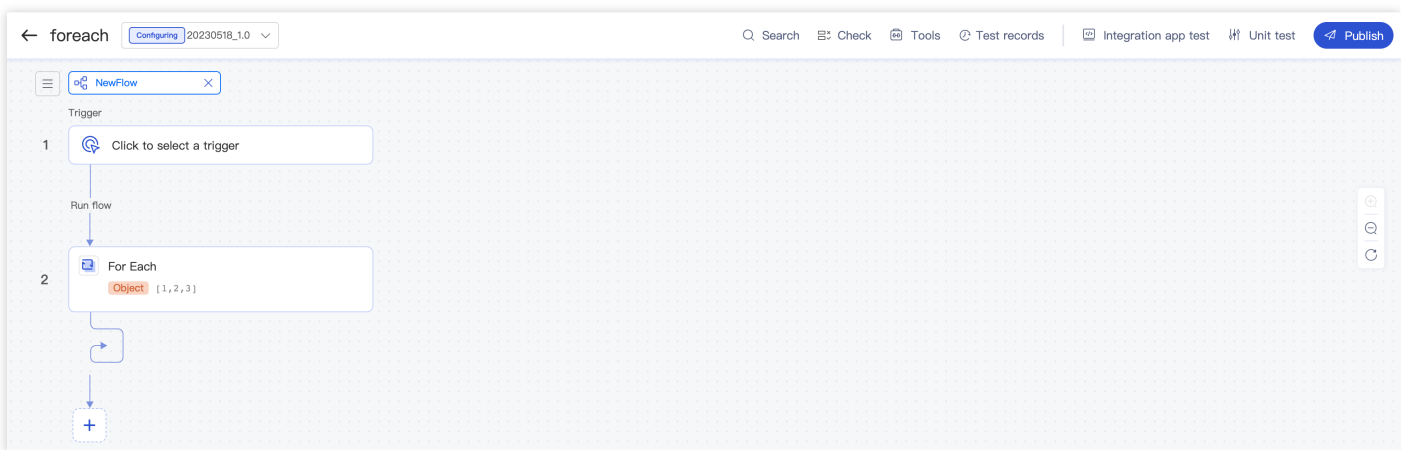 foreach Configuring 20230518_1.0 Search Check Tools Test records Integration app test Unit test Publish
NewFlow
Trigger
1 Click to select a trigger
Run flow
For Each
2
Object [1,2,3]